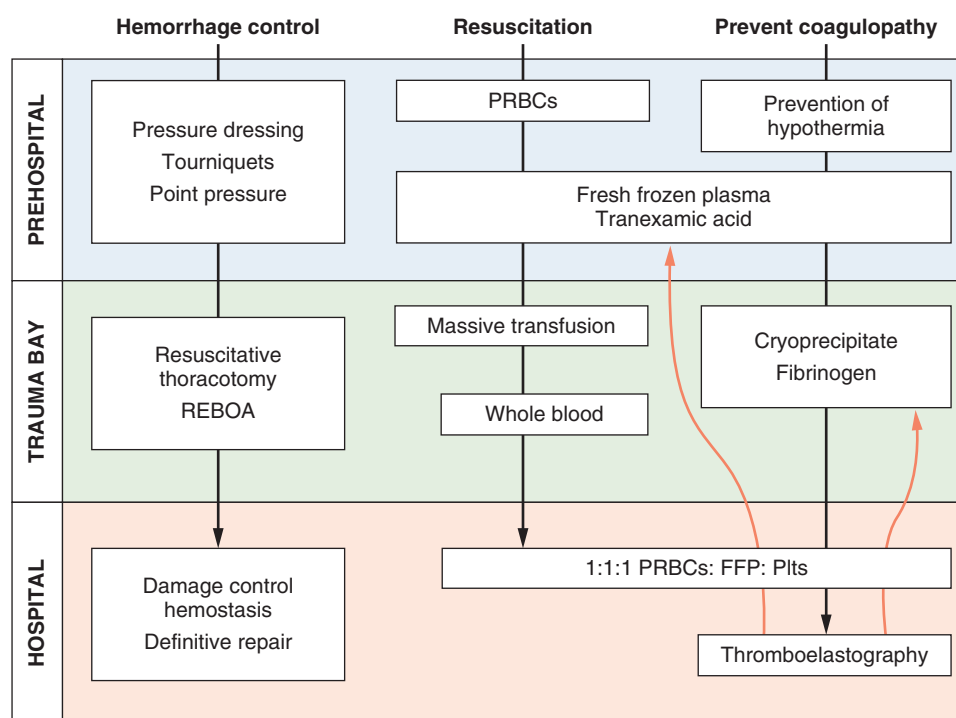 Hemorrhage control
Resuscitation
Prevent coagulopathy
PREHOSPITAL
Pressure dressing
Tourniquets
Point pressure
PRBCs
Prevention of
hypothermia
Fresh frozen plasma
Tranexamic acid
TRAUMA BAY
Resuscitative
thoracotomy
REBOA
Massive transfusion
Whole blood
Cryoprecipitate
Fibrinogen
HOSPITAL
Damage control
hemostasis
Definitive repair
1:1:1 PRBCs: FFP: Plts
Thromboelastography